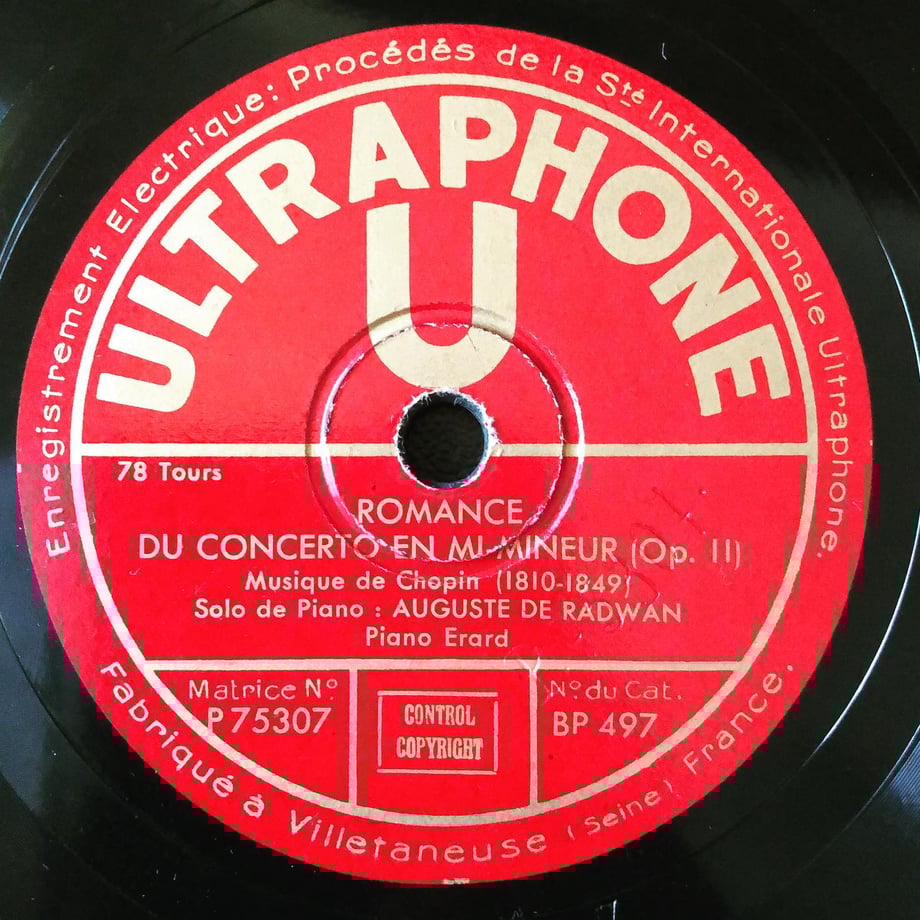 Enregistrement Electrique: Procédés de la Sté Internationale Ultraphone.
ULTRAPHONE
U
78 Tours
ROMANCE
DU CONCERTO EN MI MINEUR (Op. 11)
Musique de Chopin (1810-1849)
Solo de Piano : AUGUSTE DE RADWAN
Piano Erard
Matrice No
P 75307
CONTROL
COPYRIGHT
No du Cat.
BP 497
Fabriqué à Villetaneuse (Seine) France.